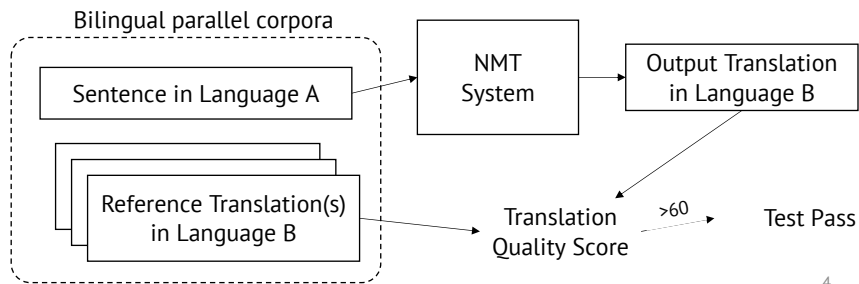 Bilingual parallel corpora
Sentence in Language A
NMT
System
Output Translation
in Language B
Reference Translation(s)
in Language B
Translation
Quality Score
>60
Test Pass
4